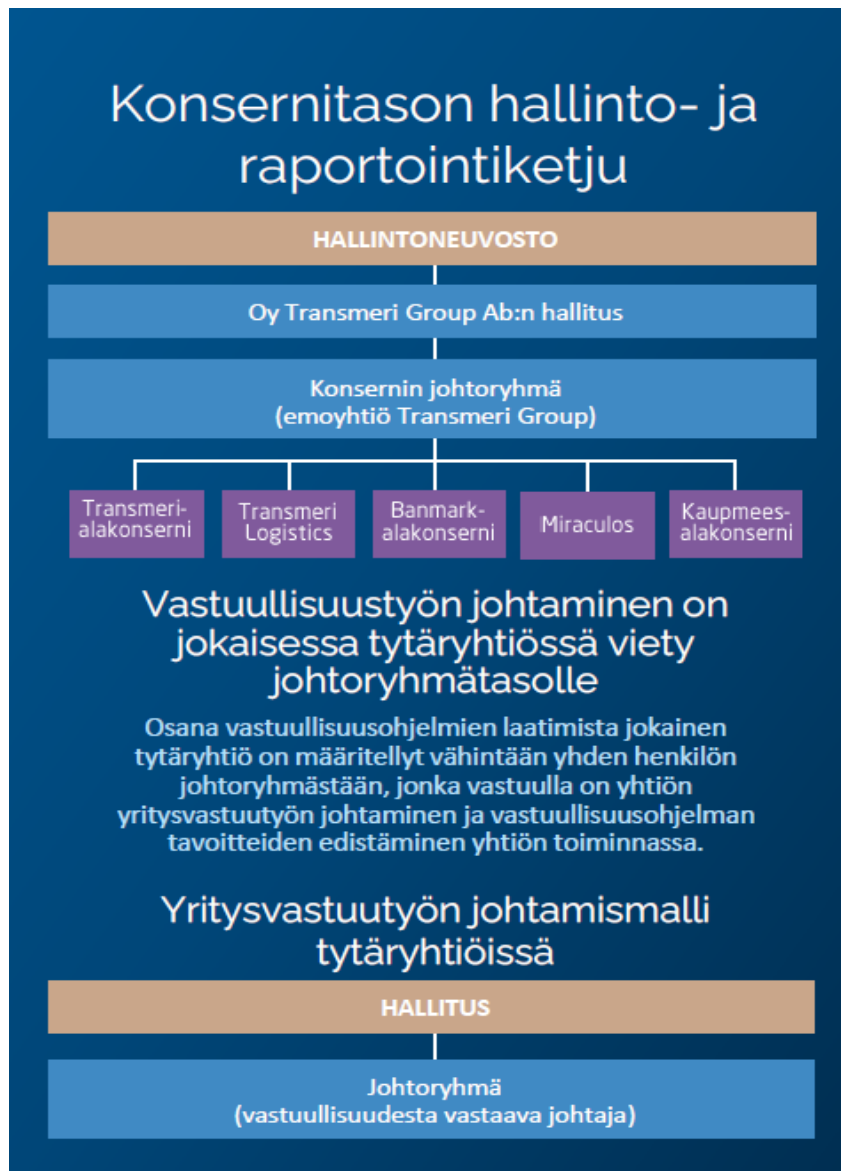 Konsernitason hallinto- ja
raportointiketju
HALLINTONEUVOSTO
Oy Transmeri Group Ab:n hallitus
Konsernin johtoryhmä
(emoyhtiö Transmeri Group)
Transmeri-
alakonserni
Transmeri
Logistics
Banmark-
alakonserni
Miraculos
Kaupmees-
alakonserni
Vastuullisuustyön johtaminen on
jokaisessa tytäryhtiössä viety
johtoryhmätasolle
Osana vastuullisuusohjelmien laatimista jokainen
tytäryhtiö on määritellyt vähintään yhden henkilön
johtoryhmästään, jonka vastuulla on yhtiön
yritysvastuutyön johtaminen ja vastuullisuusohjelman
tavoitteiden edistäminen yhtiön toiminnassa.
Yritysvastuutyön johtamismalli
tytäryhtiöissä
HALLITUS
Johtoryhmä
(vastuullisuudesta vastaava johtaja)